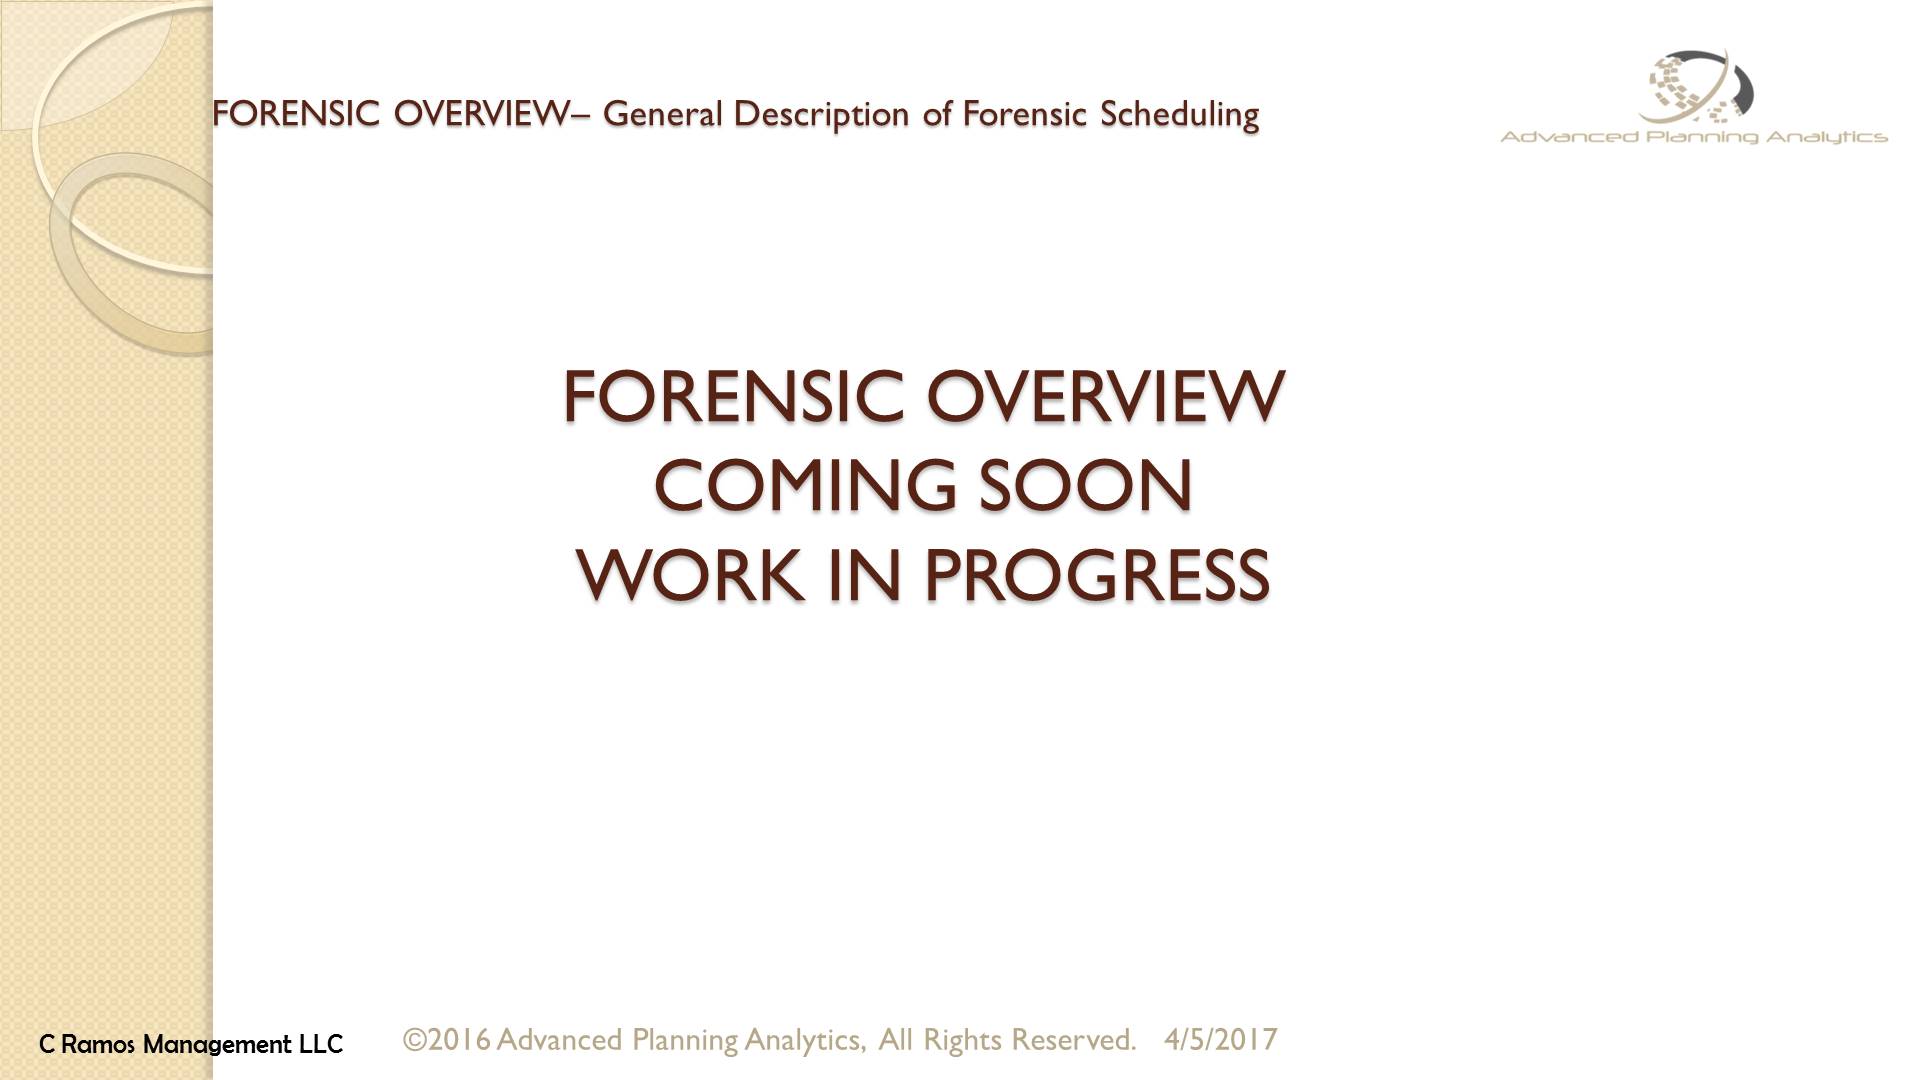 FORENSIC OVERVIEW– General Description of Forensic Scheduling
Advanced Planning Analytics
FORENSIC OVERVIEW
COMING SOON
WORK IN PROGRESS
C Ramos Management LLC
©2016 Advanced Planning Analytics, All Rights Reserved. 4/5/2017